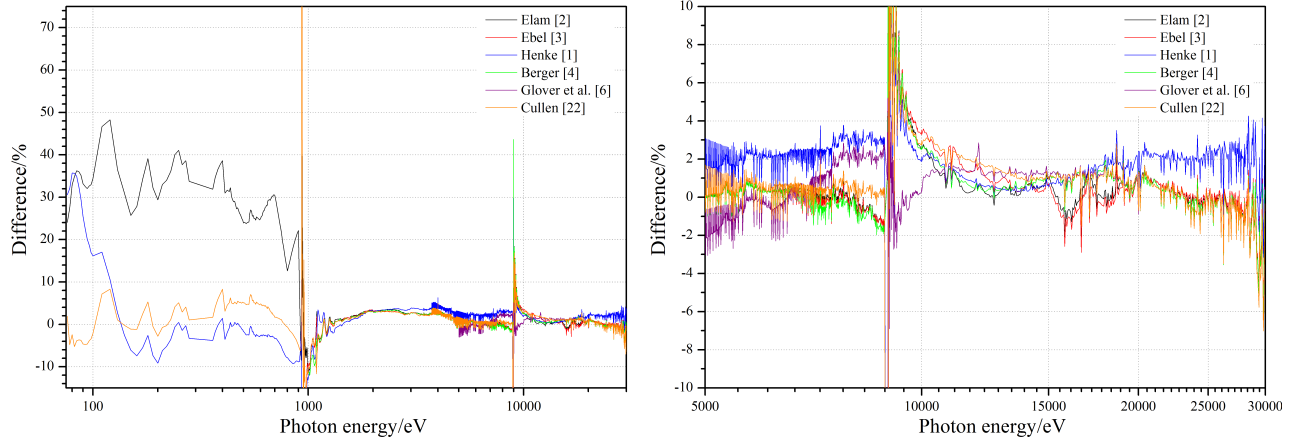 70
60
50
40
30
20
10
0
-10
Difference/%
100
1000
10000
Photon energy/eV
Elam [2]
Ebel [3]
Henke [1]
Berger [4]
Glover et al. [6]
Cullen [22]
10
8
6
4
2
0
-2
-4
-6
-8
-10
Difference/%
5000
10000
15000
20000
25000
30000
Photon energy/eV
Elam [2]
Ebel [3]
Henke [1]
Berger [4]
Glover et al. [6]
Cullen [22]